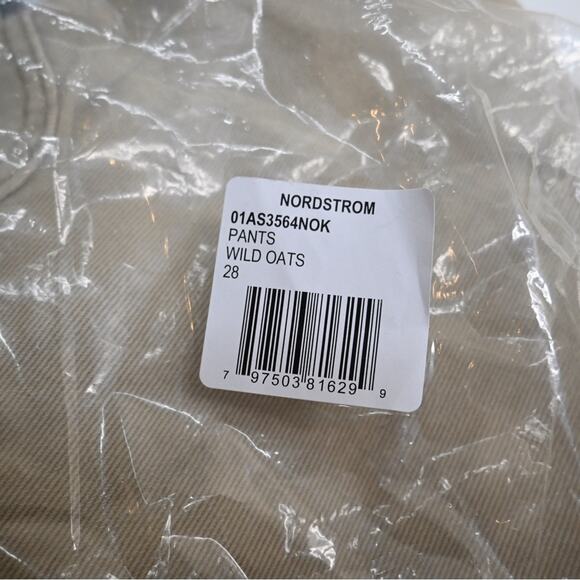 NORDSTROM
01AS3564NOK
PANTS
WILD OATS
28
7 97503 81629 9